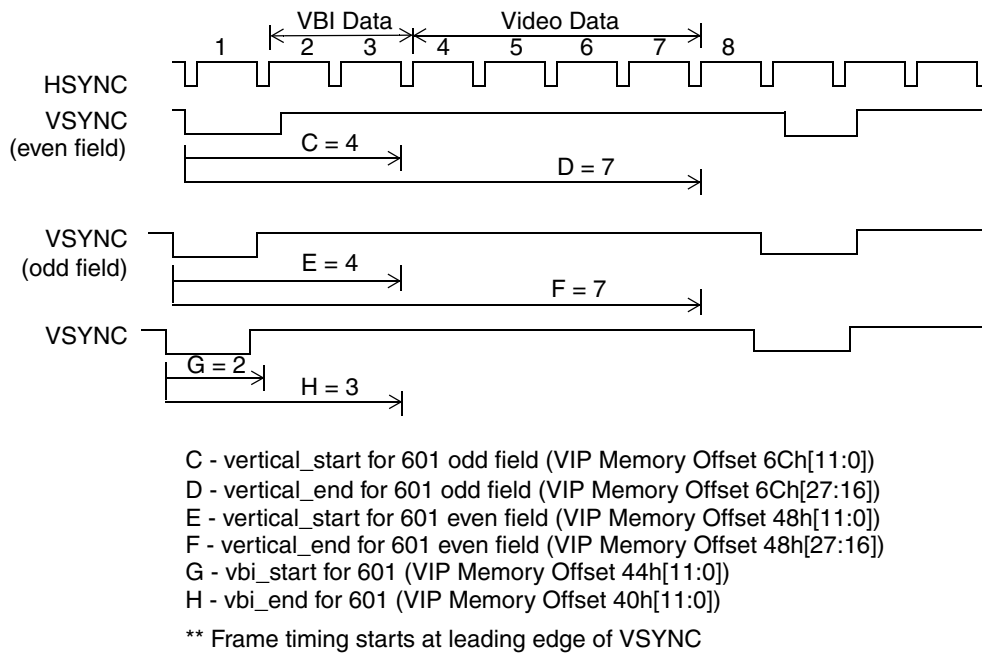 VBI Data Video Data
1 2 3 4 5 6 7 8
HSYNC
VSYNC
(even field)
C = 4
D = 7
VSYNC
(odd field)
E = 4
F = 7
VSYNC
G = 2
H = 3
C - vertical_start for 601 odd field (VIP Memory Offset 6Ch[11:0])
D - vertical_end for 601 odd field (VIP Memory Offset 6Ch[27:16])
E - vertical_start for 601 even field (VIP Memory Offset 48h[11:0])
F - vertical_end for 601 even field (VIP Memory Offset 48h[27:16])
G - vbi_start for 601 (VIP Memory Offset 44h[11:0])
H - vbi_end for 601 (VIP Memory Offset 40h[11:0])
** Frame timing starts at leading edge of VSYNC